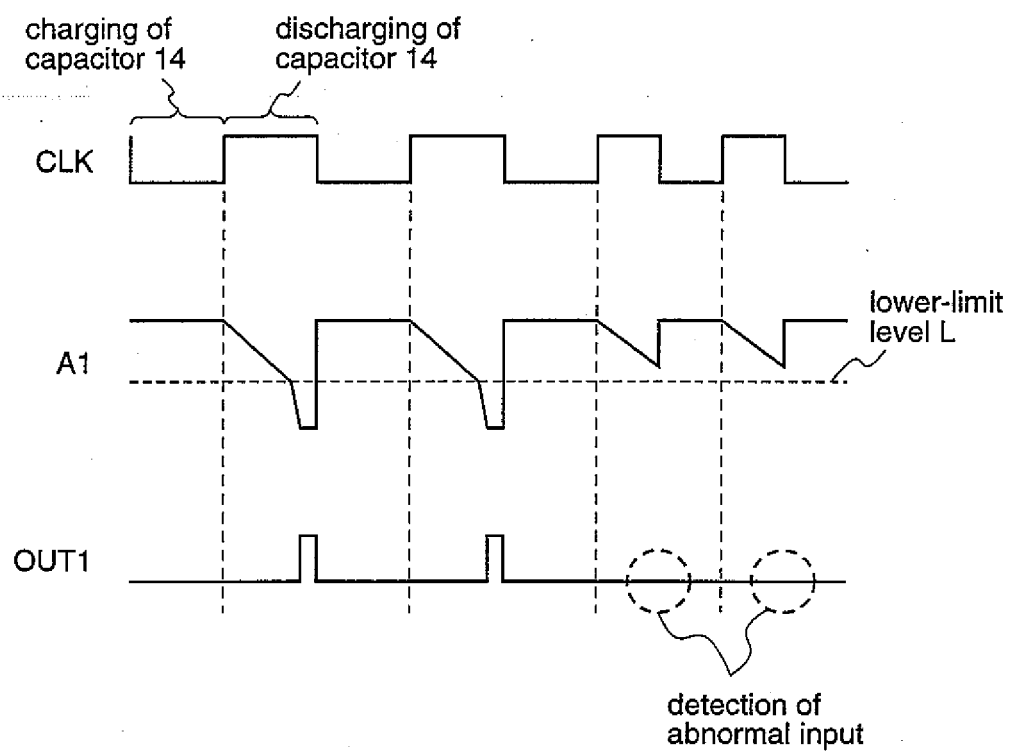 charging of
capacitor 14
discharging of
capacitor 14
CLK
lower-limit
level L
A1
OUT1
detection of
abnormal input